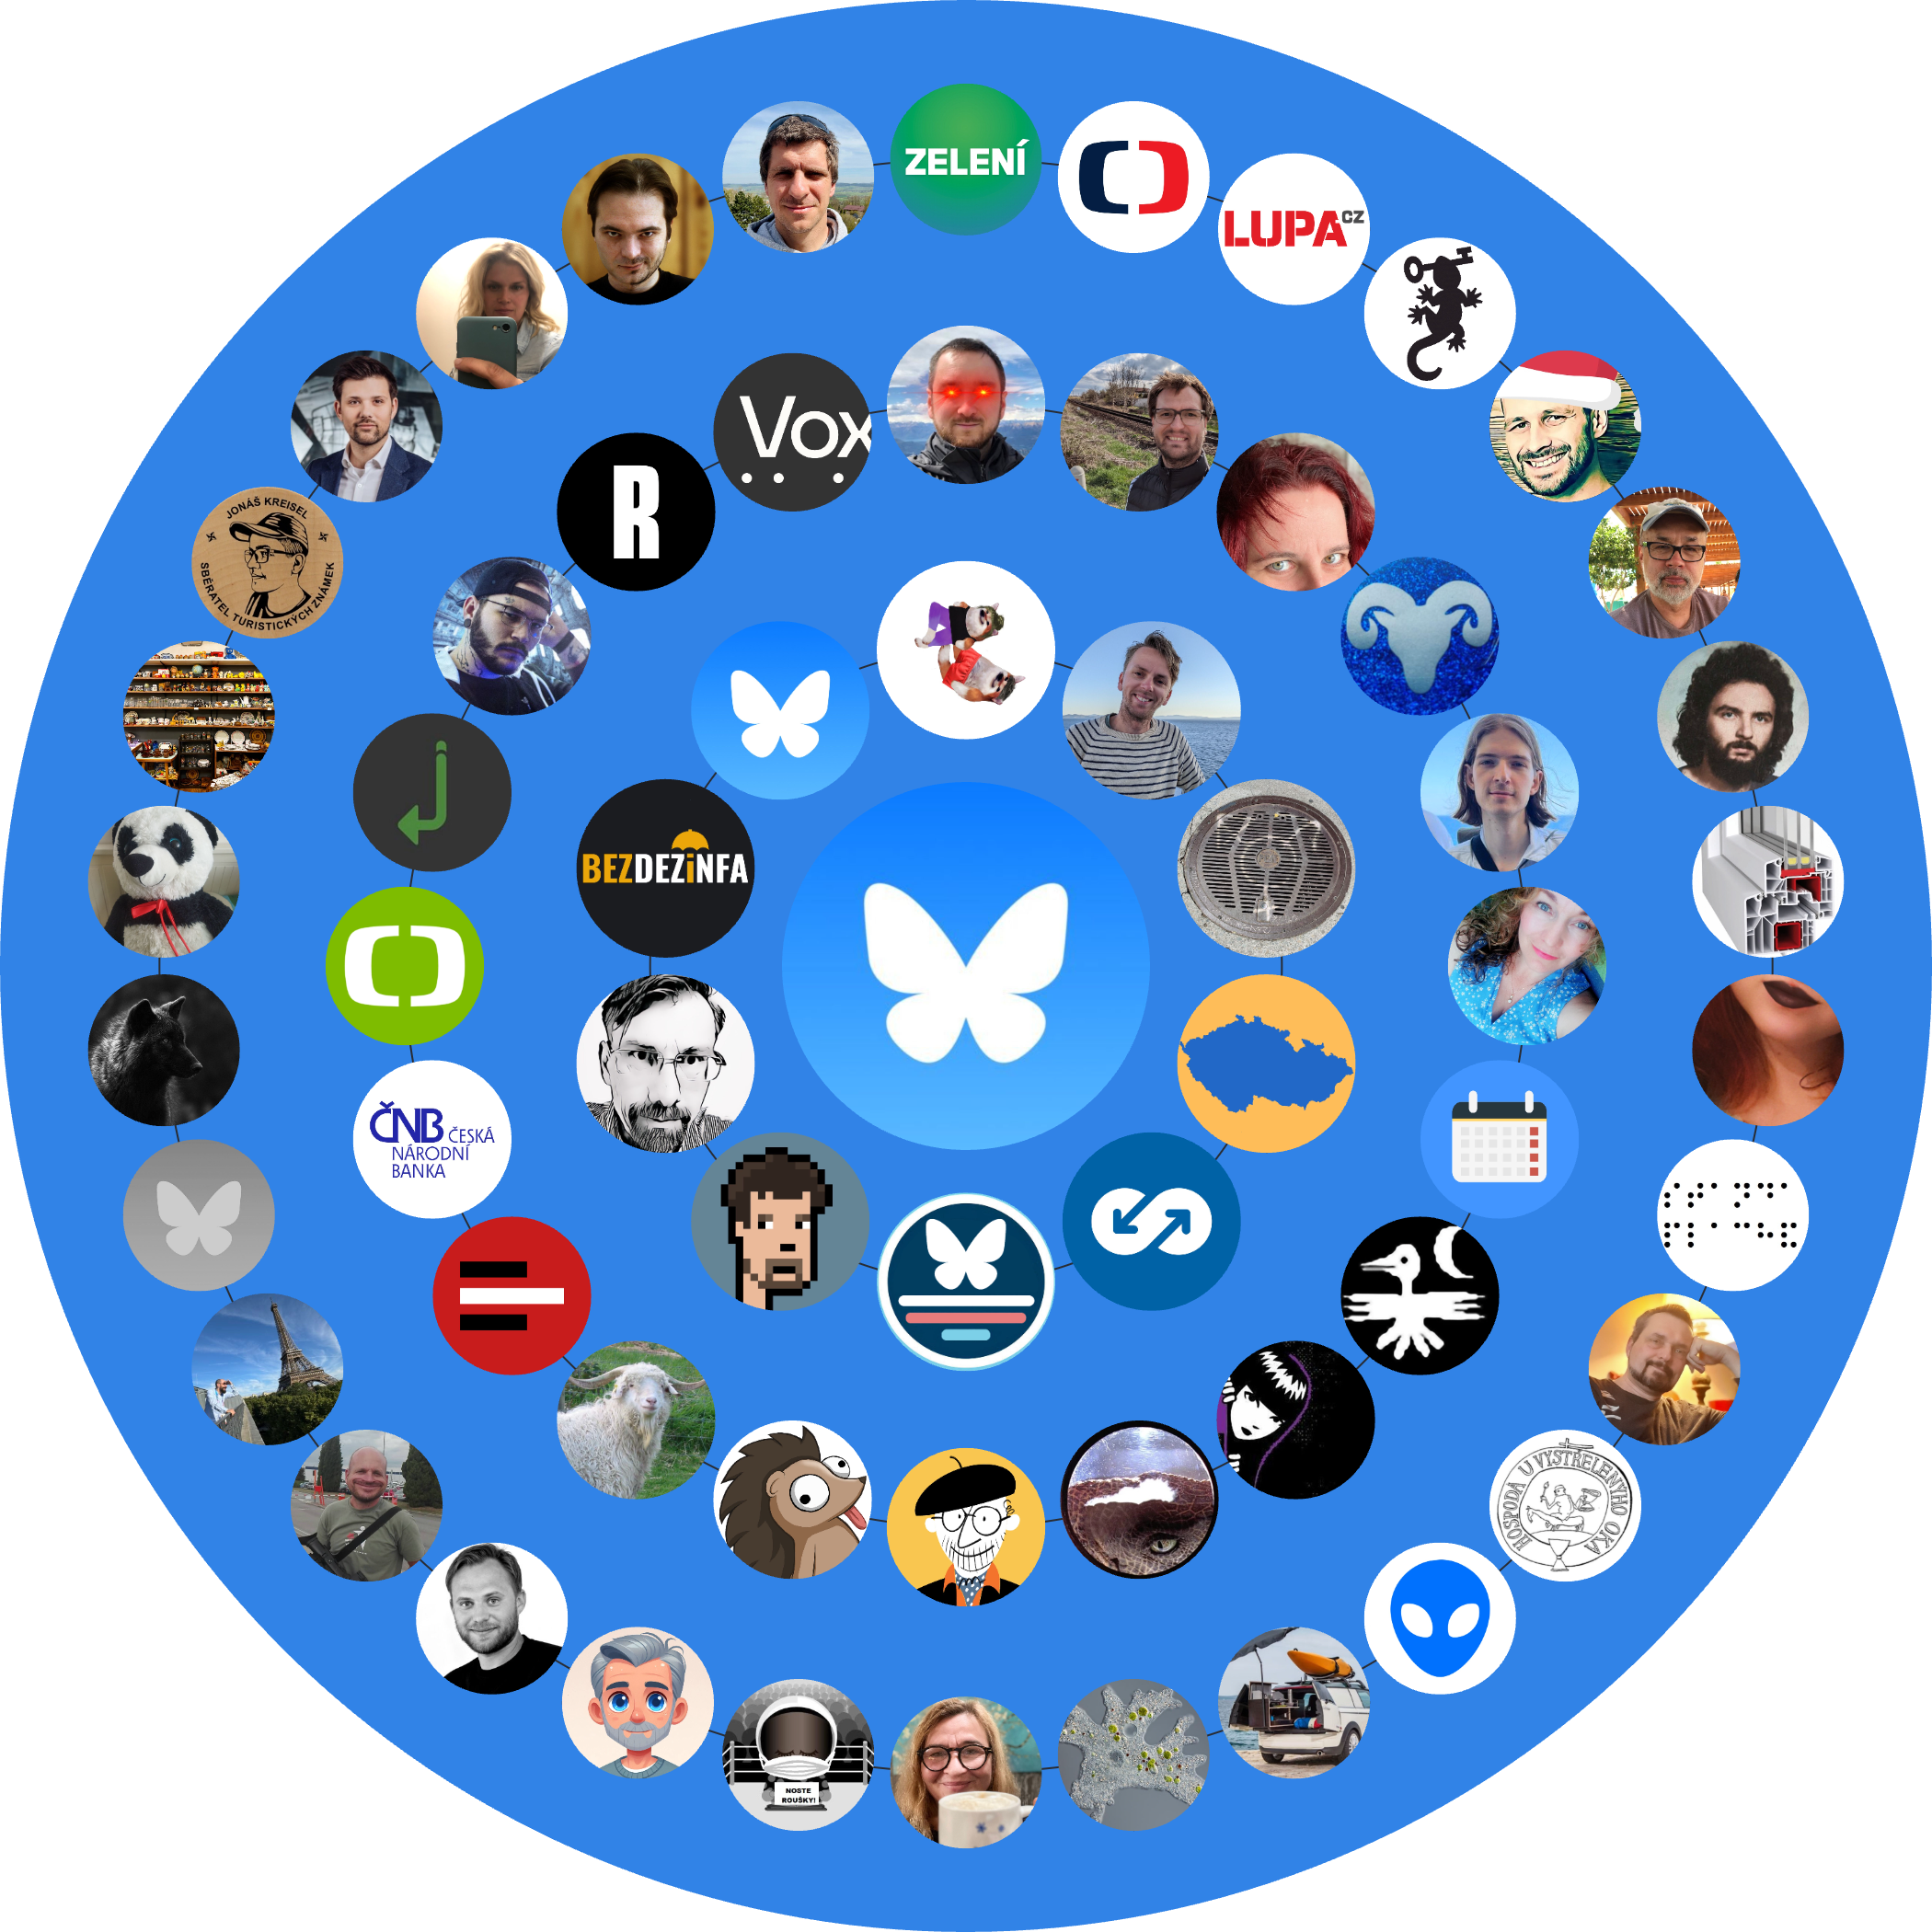 ZELENÍ
LUPA.CZ
Vox
R
JONÁŠ KREISEL
SBĚRATEL TURISTICKÝCH ZNÁMEK
BEZDEZiNFA
ČNB ČESKÁ
NÁRODNÍ
BANKA
HOSPODA U VYSTŘELENÝHO OKA
NOSTE
ROUŠKY!